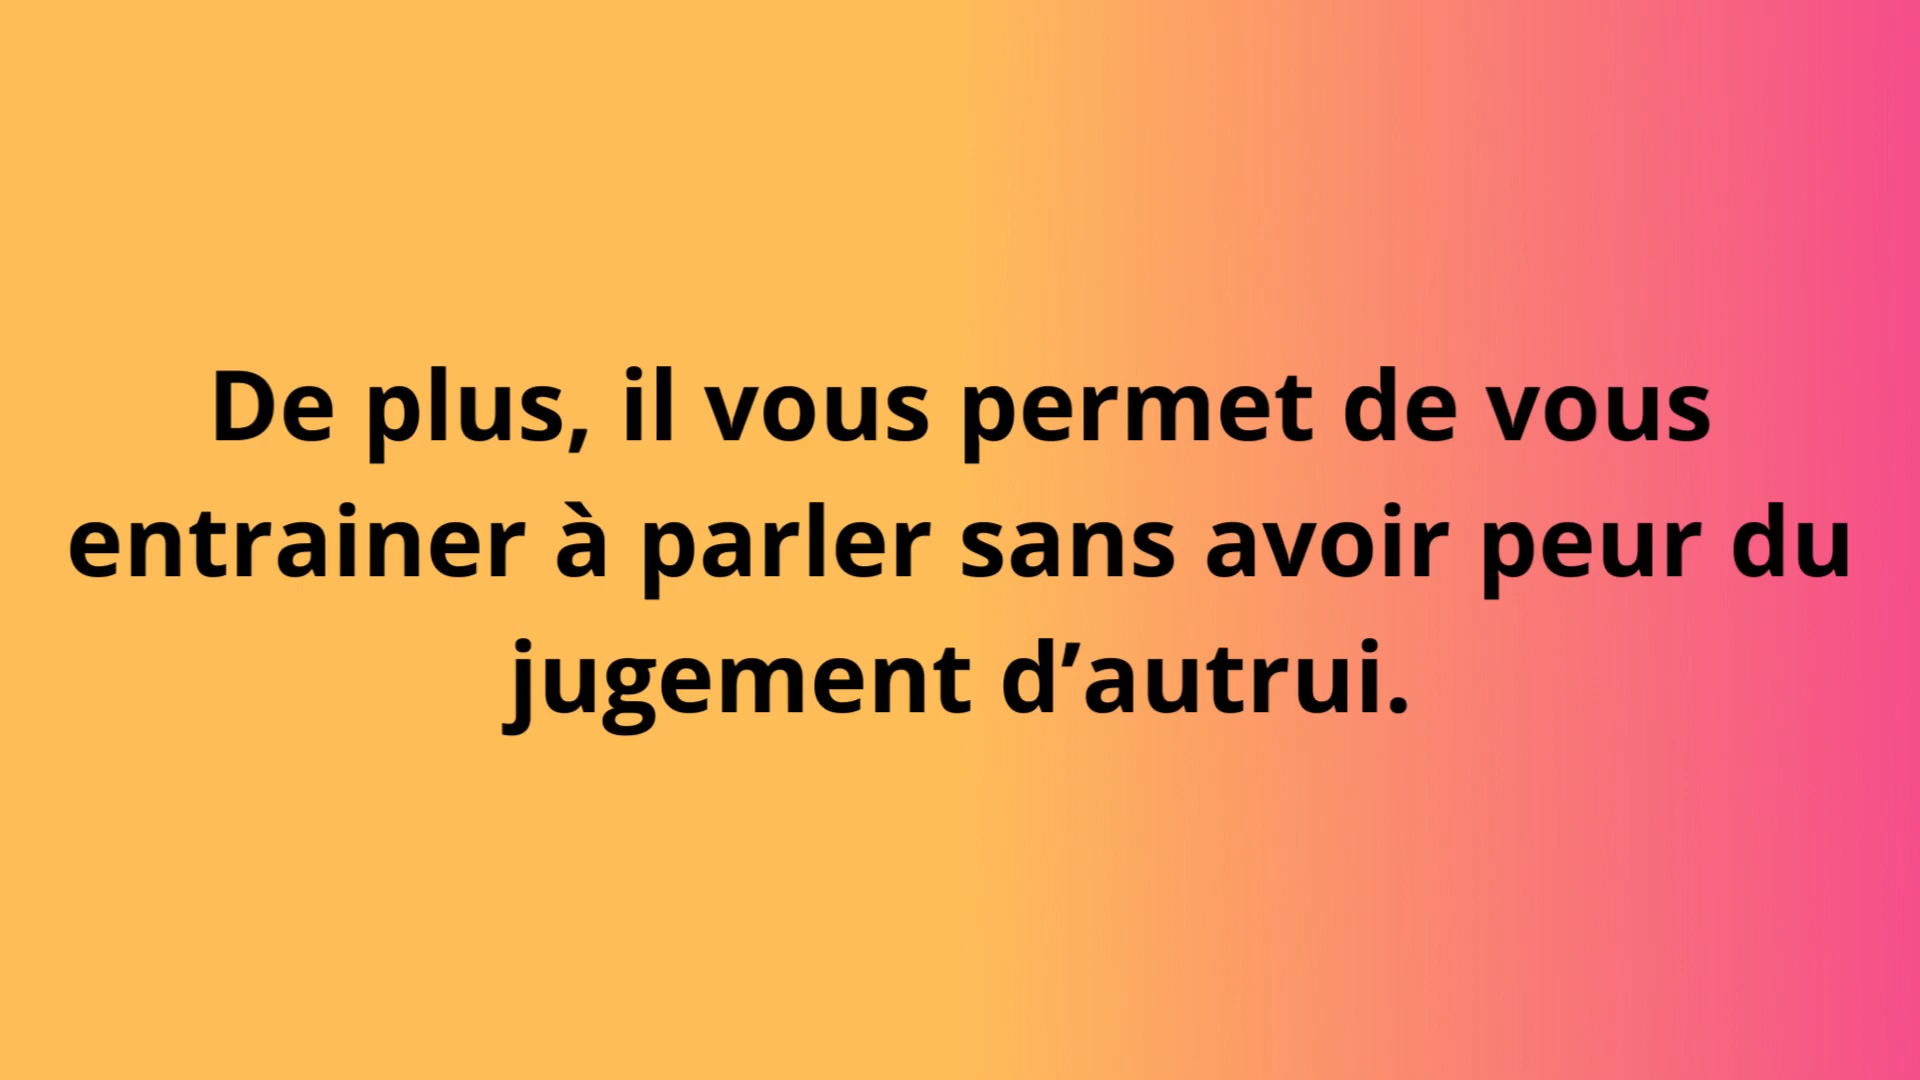 De plus, il vous permet de vous
entrainer à parler sans avoir peur du
jugement d’autrui.